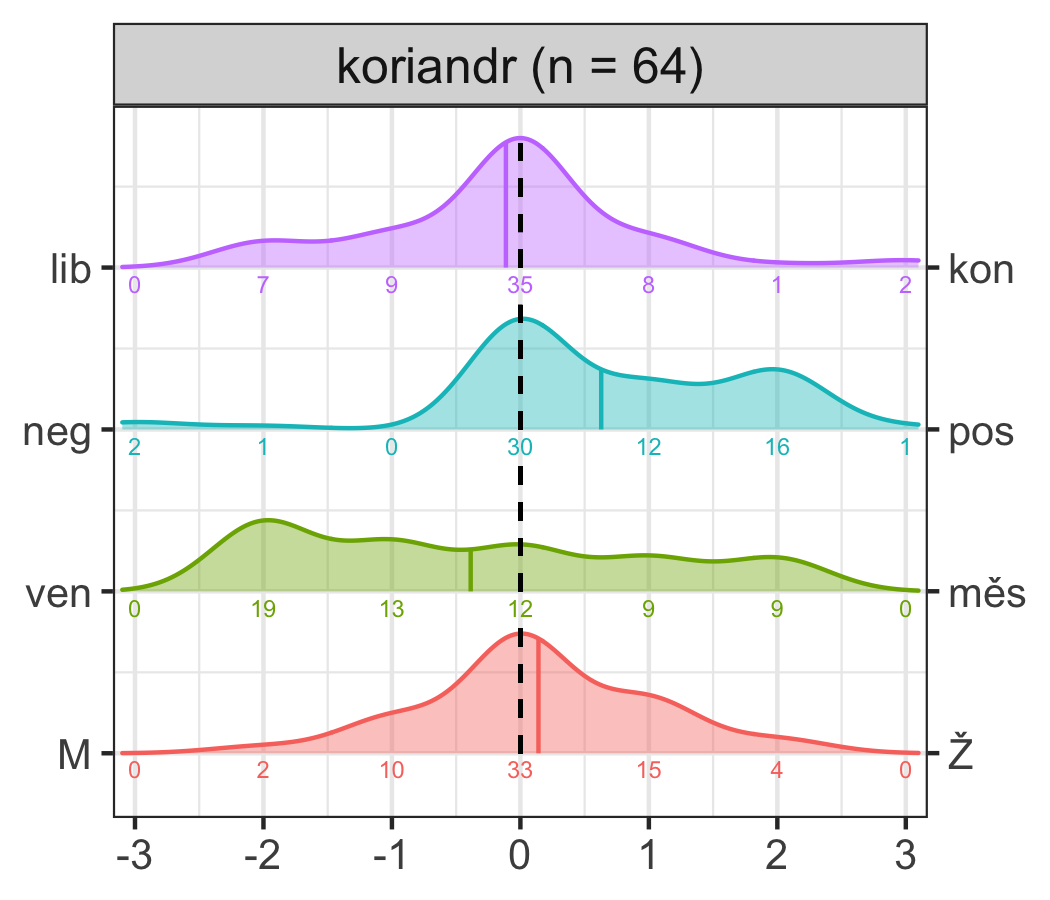 koriandr (n = 64)
lib kon
0 7 9 35 8 1 2
neg pos
2 1 0 30 12 16 1
ven měs
0 19 13 12 9 9 0
M Ž
0 2 10 33 15 4 0
-3 -2 -1 0 1 2 3